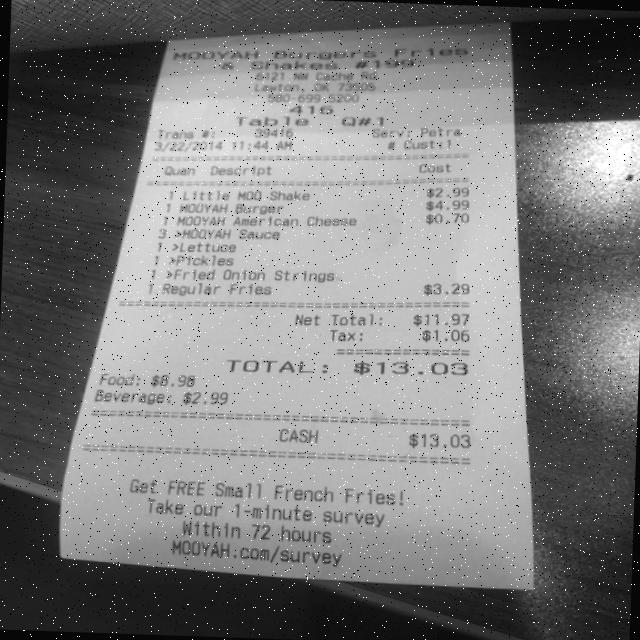 MOOYAH Burgers Fries
& Shakes #199
6421 NW Cache Rd
Lawton, OK 73505
580-699-5200
416
Table Q#1
Trans #: 39416 Serv: Petra
3/22/2014 11:44 AM # Cust:1
Quan Descript Cost
1 Little MOO Shake $2.99
1 MOOYAH Burger $4.99
1 MOOYAH American Cheese $0.70
3 >MOOYAH Sauce
1 >Lettuce
1 >Pickles
1 >Fried Onion Strings
1 Regular Fries $3.29
Net Total: $11.97
Tax: $1.06
TOTAL: $13.03
Food: $8.98
Beverage: $2.99
CASH $13.03
Get FREE Small French Fries!
Take our 1-minute survey
Within 72 hours
MOOYAH.com/survey